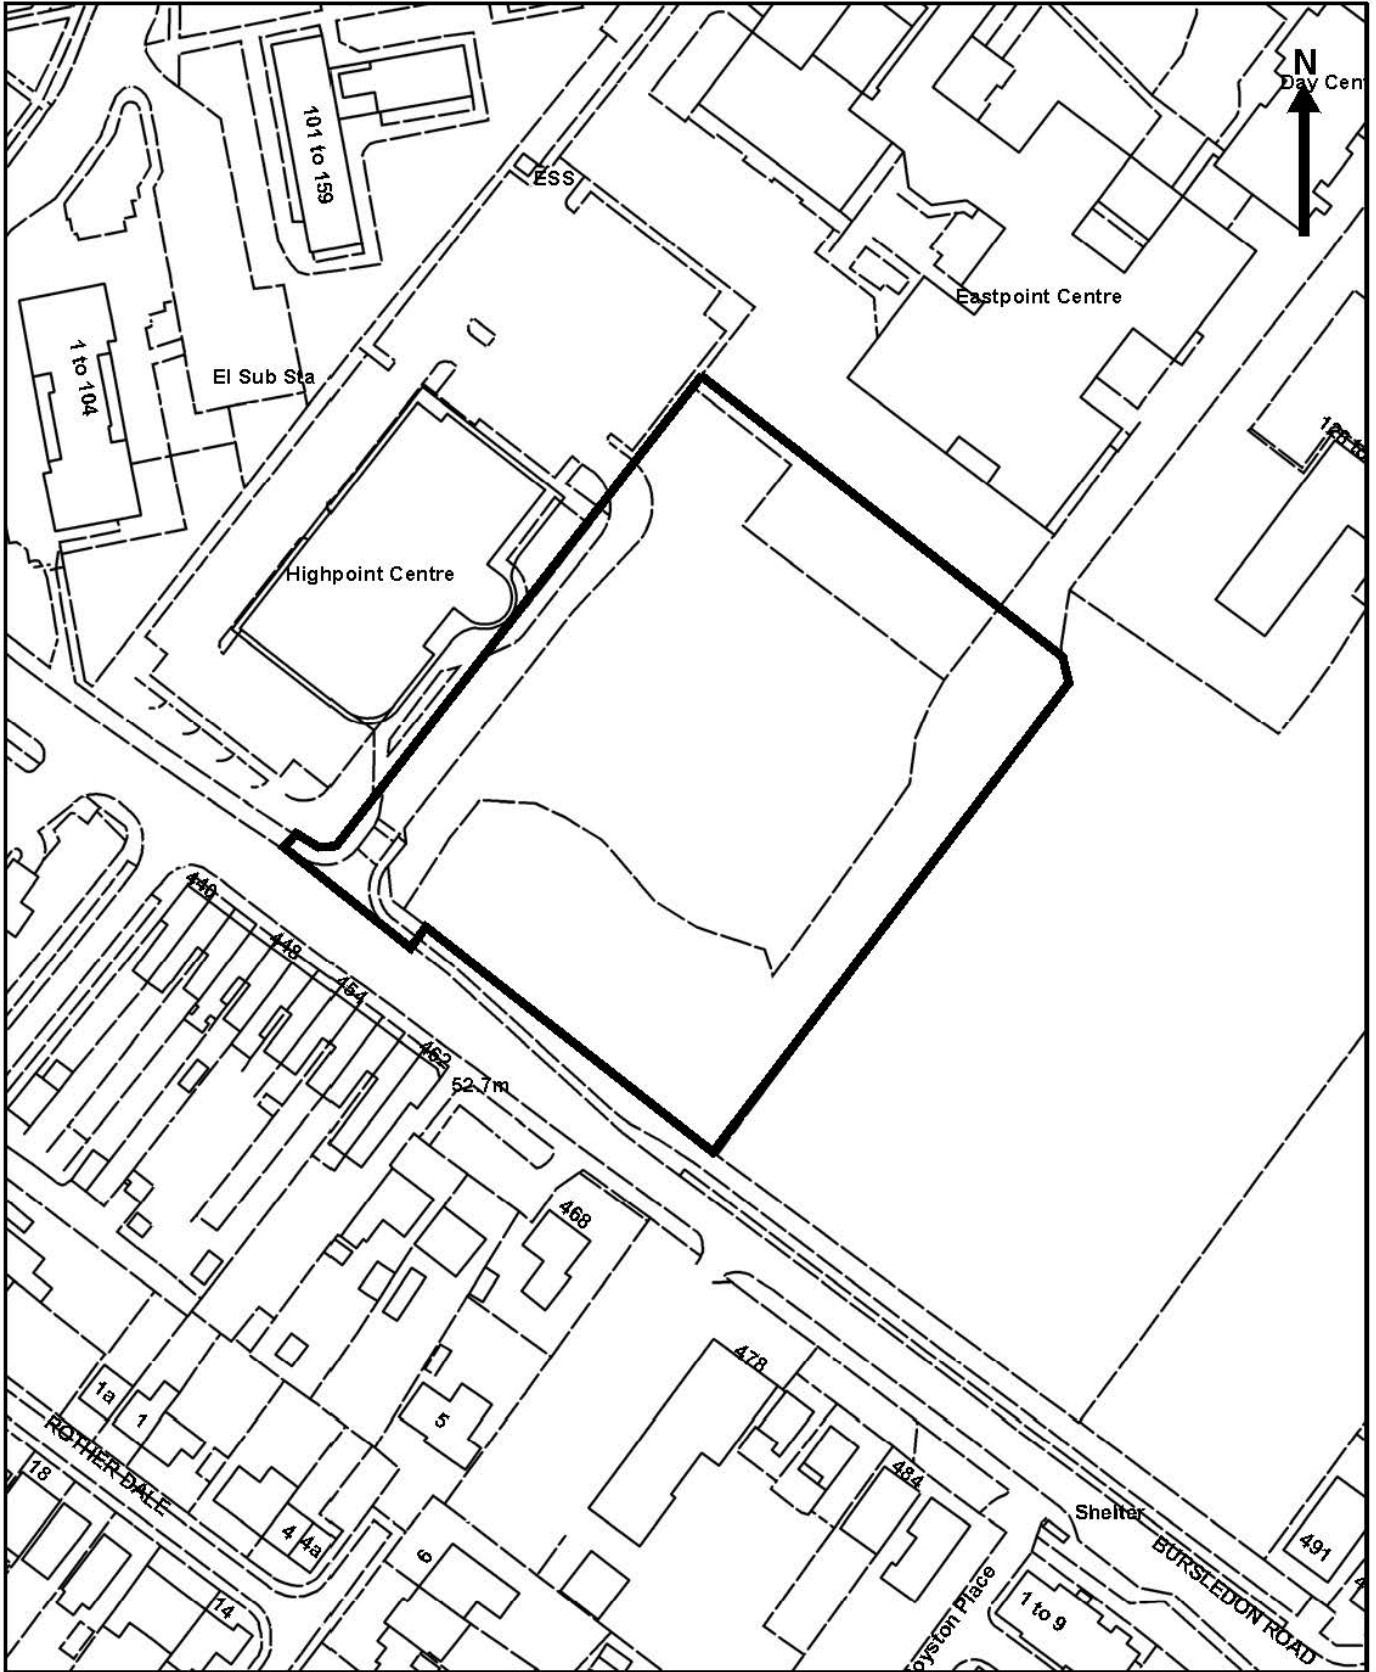 N
Day Cen
101 to 159
ESS
Eastpoint Centre
1 to 104
El Sub Sta
Highpoint Centre
440
448
454
462
52.7m
468
478
1a
1
5
ROTHER DALE
18
484
4
4a
6
14
Shelter
BURSLEDON ROAD
491
1 to 9
oyston Place